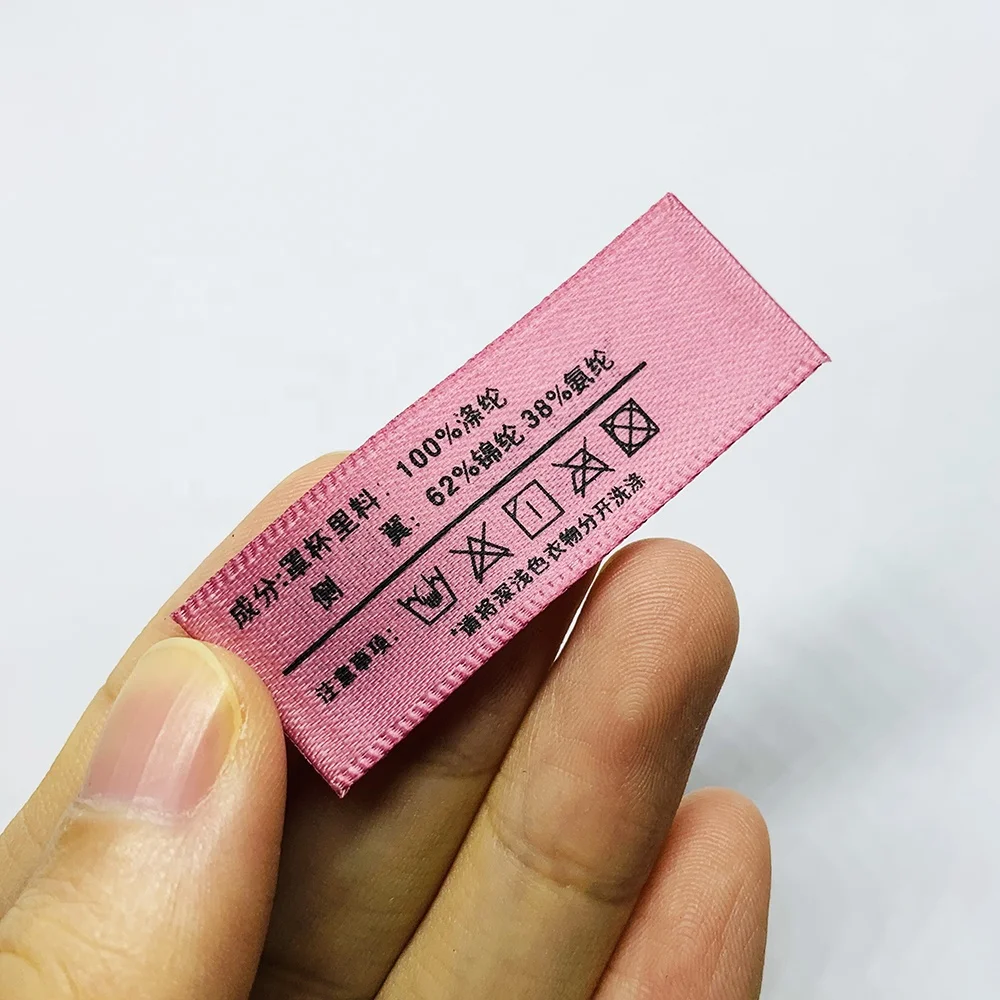 成分:罩杯里料：100%涤纶
侧翼：62%锦纶 38%氨纶
注意事项：
*请将深浅色衣物分开洗涤